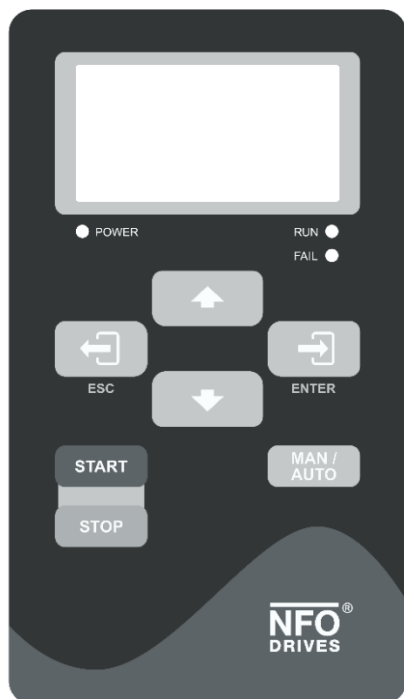 POWER
RUN
FAIL
ESC
ENTER
START
MAN /
AUTO
STOP
NFO®
DRIVES